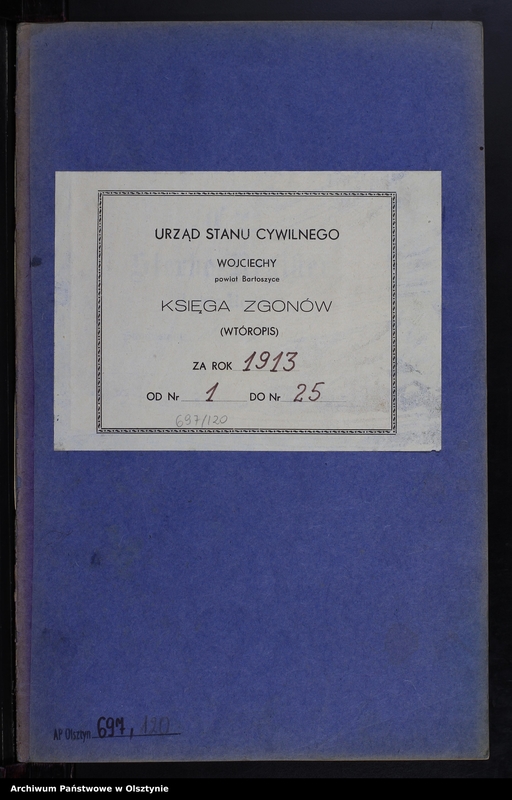 URZĄD STANU CYWILNEGO
WOJCIECHY
powiat Bartoszyce
KSIĘGA ZGONÓW
(WTÓROPIS)
ZA ROK 1913
OD Nr 1 DO Nr 25
697/120
AP Olsztyn 697, 120
Archiwum Państwowe w Olsztynie